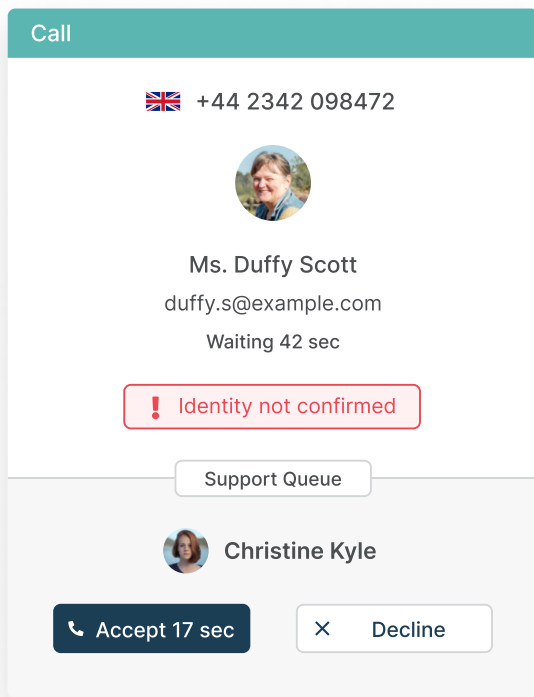 Call
+44 2342 098472
Ms. Duffy Scott
duffy.s@example.com
Waiting 42 sec
Identity not confirmed
Support Queue
Christine Kyle
Accept 17 sec
Decline